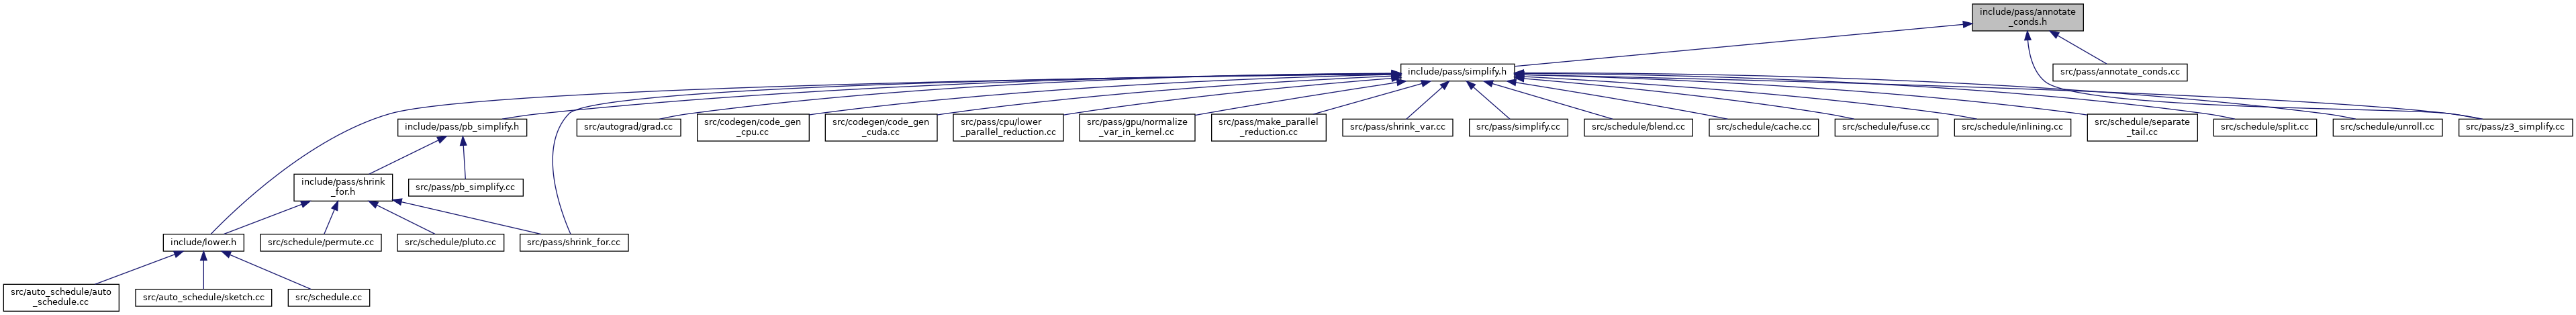 include/pass/annotate
_conds.h
include/pass/simplify.h
src/pass/annotate_conds.cc
include/pass/pb_simplify.h
src/autograd/grad.cc
src/codegen/code_gen
_cpu.cc
src/codegen/code_gen
_cuda.cc
src/pass/cpu/lower
_parallel_reduction.cc
src/pass/gpu/normalize
_var_in_kernel.cc
src/pass/make_parallel
_reduction.cc
src/pass/shrink_var.cc
src/pass/simplify.cc
src/schedule/blend.cc
src/schedule/cache.cc
src/schedule/fuse.cc
src/schedule/inlining.cc
src/schedule/separate
_tail.cc
src/schedule/split.cc
src/schedule/unroll.cc
src/pass/z3_simplify.cc
include/pass/shrink
_for.h
src/pass/pb_simplify.cc
include/lower.h
src/schedule/permute.cc
src/schedule/pluto.cc
src/pass/shrink_for.cc
src/auto_schedule/auto
_schedule.cc
src/auto_schedule/sketch.cc
src/schedule.cc